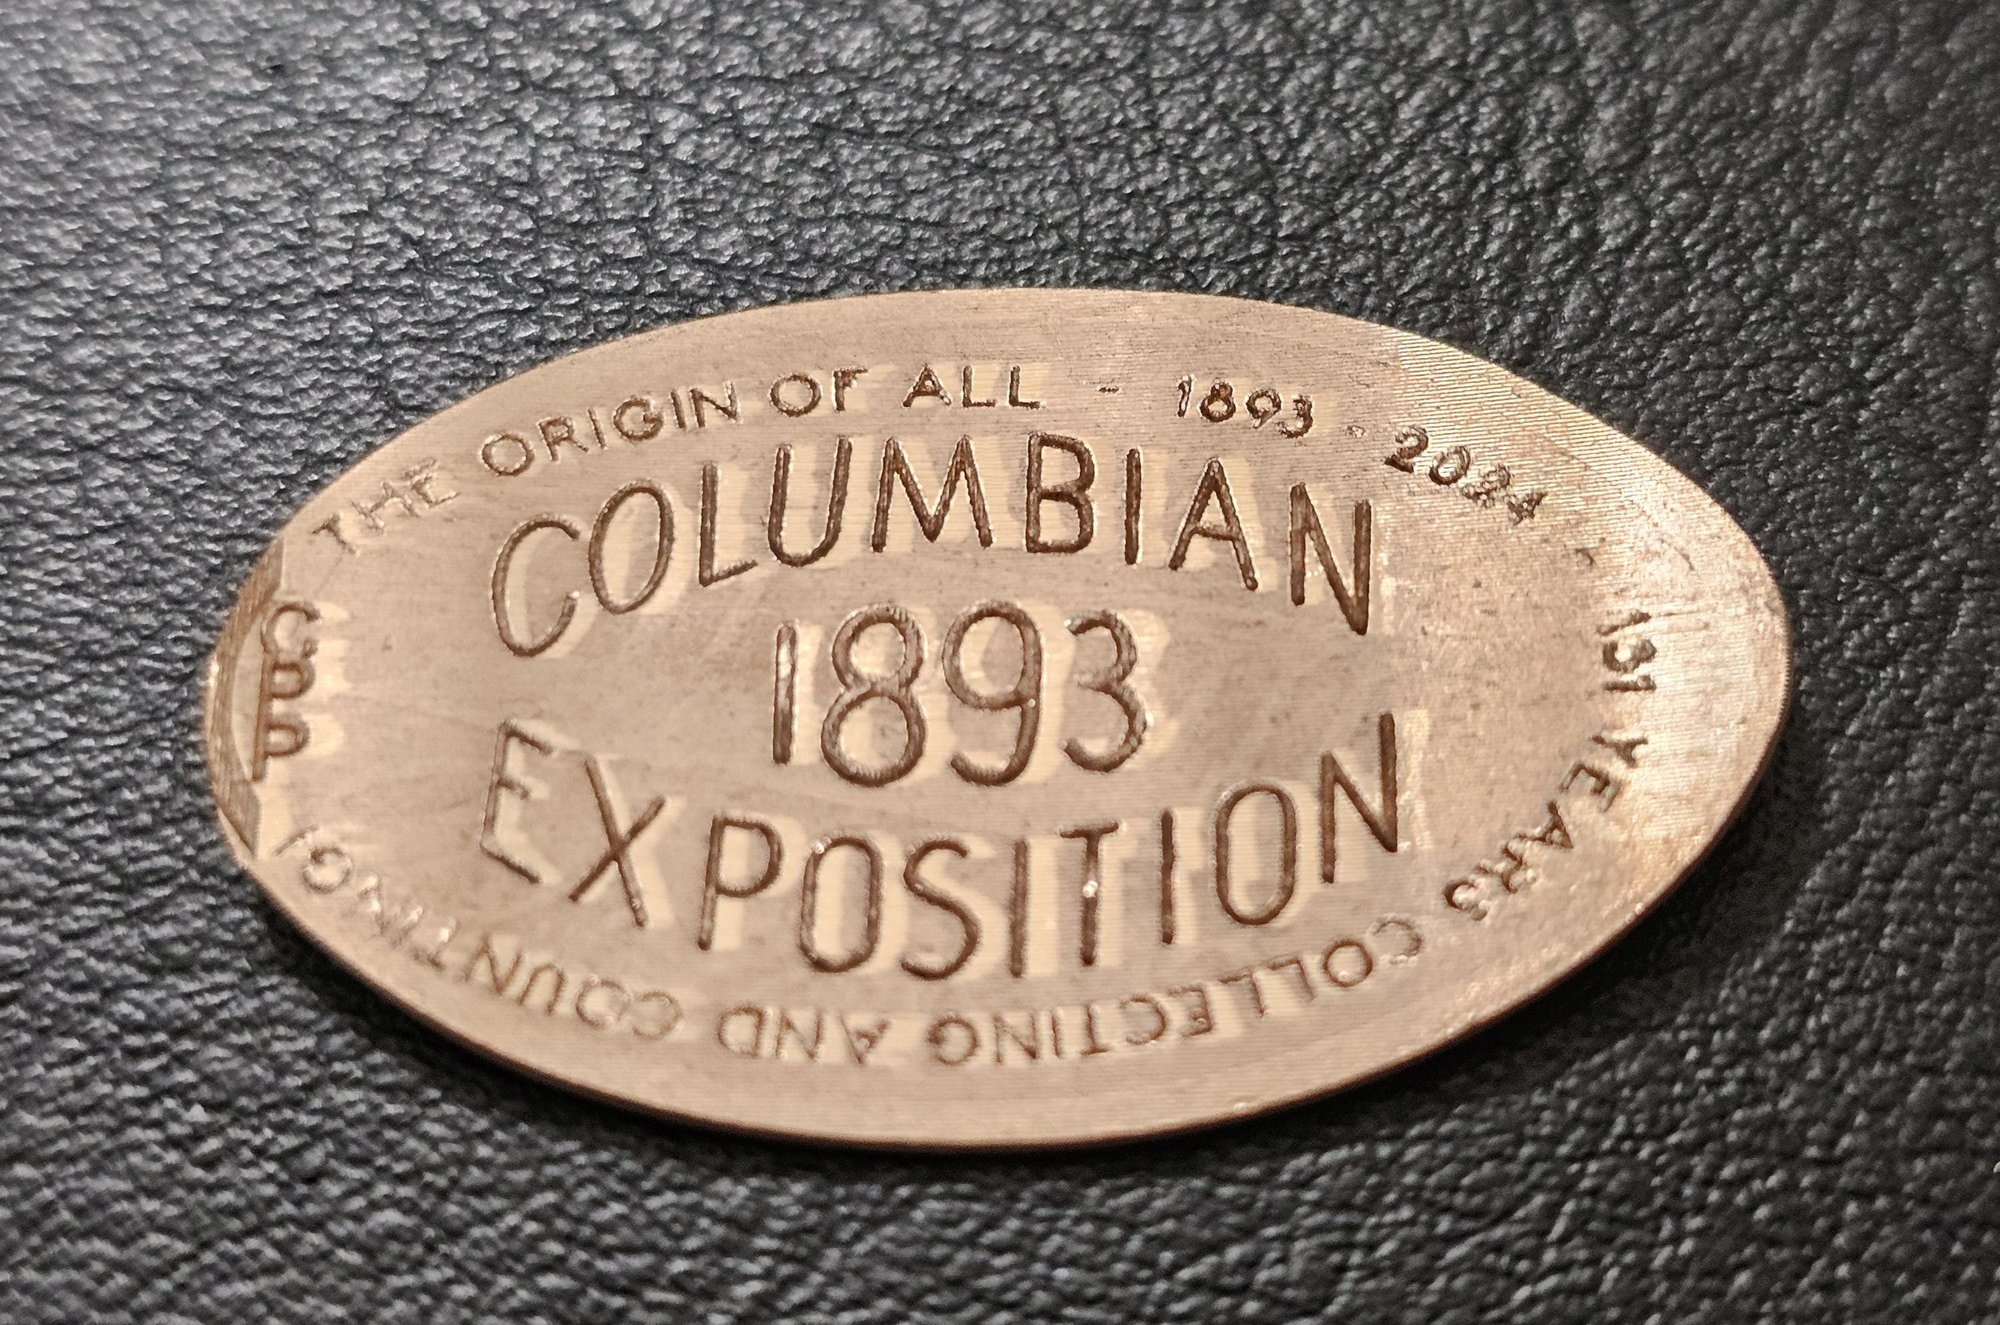 THE ORIGIN OF ALL - 1893 - 2024
COLUMBIAN
1893
EXPOSITION
131 YEARS COLLECTING AND COUNTING!
CBP